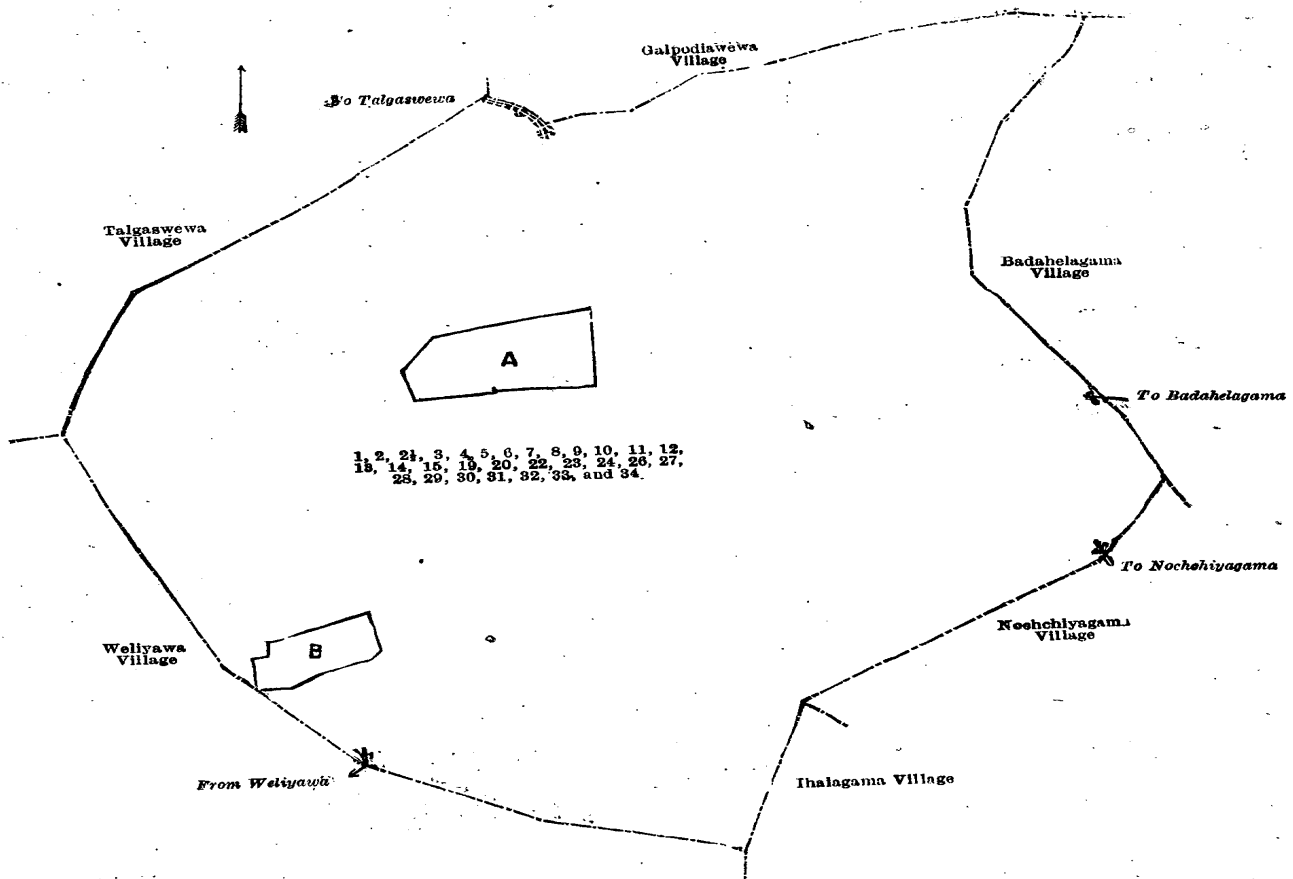 Galpodiawewa
Village
To Talgaswewa
Talgaswewa
Village
Badahelagama
Village
A
To Badahelagama
1, 2, 2½, 3, 4, 5, 6, 7, 8, 9, 10, 11, 12,
13, 14, 15, 19, 20, 22, 23, 24, 26, 27,
28, 29, 30, 31, 32, 33, and 34
To Nochchiyagama
Nochchiyagama
Village
Weliyawa
Village
B
From Weliyawa
Ihalagama Village